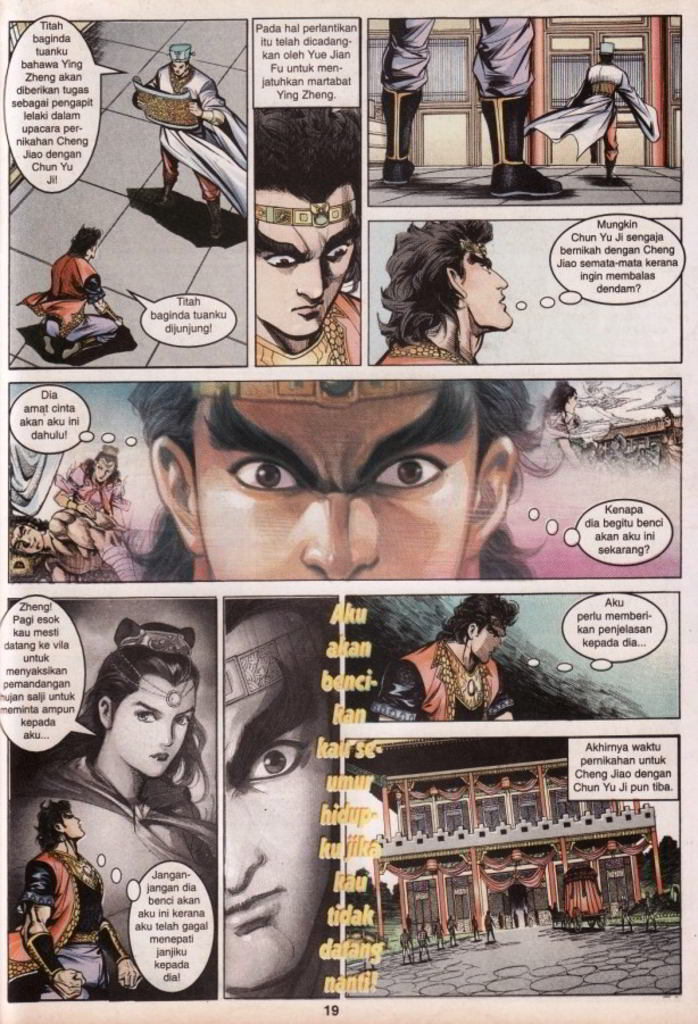 Titah
baginda
tuanku
bahawa Ying
Zheng akan
diberikan tugas
sebagai pengapit
lelaki dalam
upacara per-
nikahan Cheng
Jiao dengan
Chun Yu
Ji!
Titah
baginda tuanku
dijunjung!
Pada hal perlantikan
itu telah dicadang-
kan oleh Yue Jian
Fu untuk men-
jatuhkan martabat
Ying Zheng.
Mungkin
Chun Yu Ji sengaja
bernikah dengan Cheng
Jiao semata-mata kerana
ingin membalas
dendam?
Dia
amat cinta
akan aku ini
dahulu!
Kenapa
dia begitu benci
akan aku ini
sekarang?
Zheng!
Pagi esok
kau mesti
datang ke vila
untuk
menyaksikan
pemandangan
hujan salji untuk
meminta ampun
kepada
aku...
Jangan-
jangan dia
benci akan
aku ini kerana
aku telah gagal
menepati
janjiku
kepada
dia!
Aku
akan
benci-
kan
kau se-
umur
hidup-
ku jika
kau
tidak
datang
nanti!
Aku
perlu memberi-
kan penjelasan
kepada dia...
Akhirnya waktu
pernikahan untuk
Cheng Jiao dengan
Chun Yu Ji pun tiba.
19